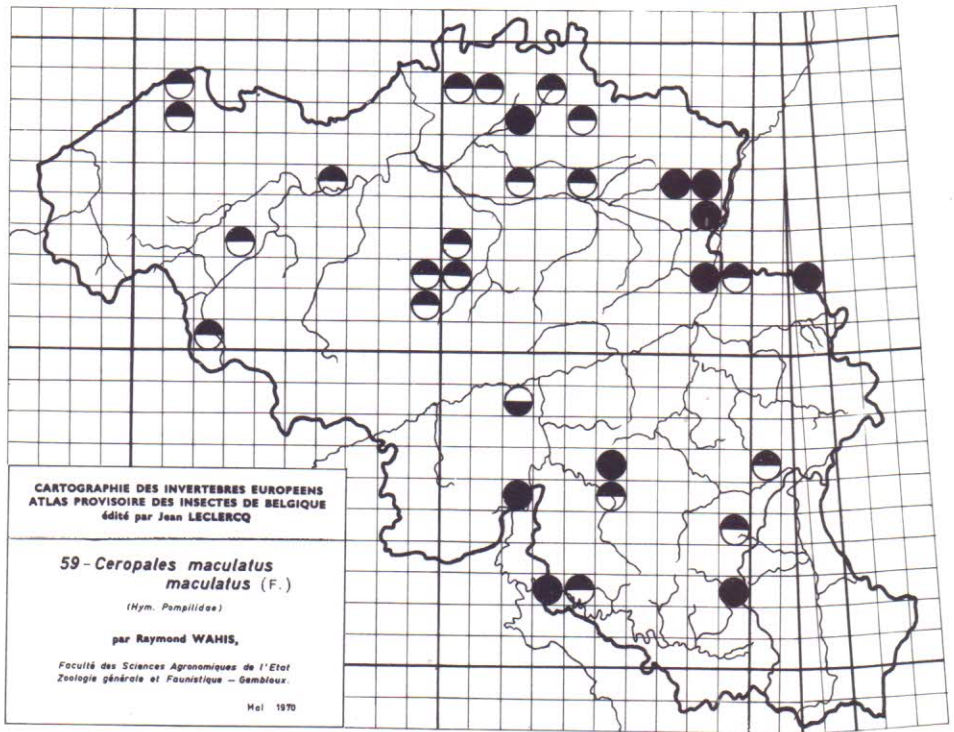 CARTOGRAPHIE DES INVERTEBRES EUROPEENS
ATLAS PROVISOIRE DES INSECTES DE BELGIQUE
édité par Jean LECLERCQ
59 - Ceropales maculatus
maculatus (F.)
(Hym. Pompilidae)
par Raymond WAHIS,
Faculté des Sciences Agronomiques de l'Etat
Zoologie générale et Faunistique – Gembloux.
Mai 1970